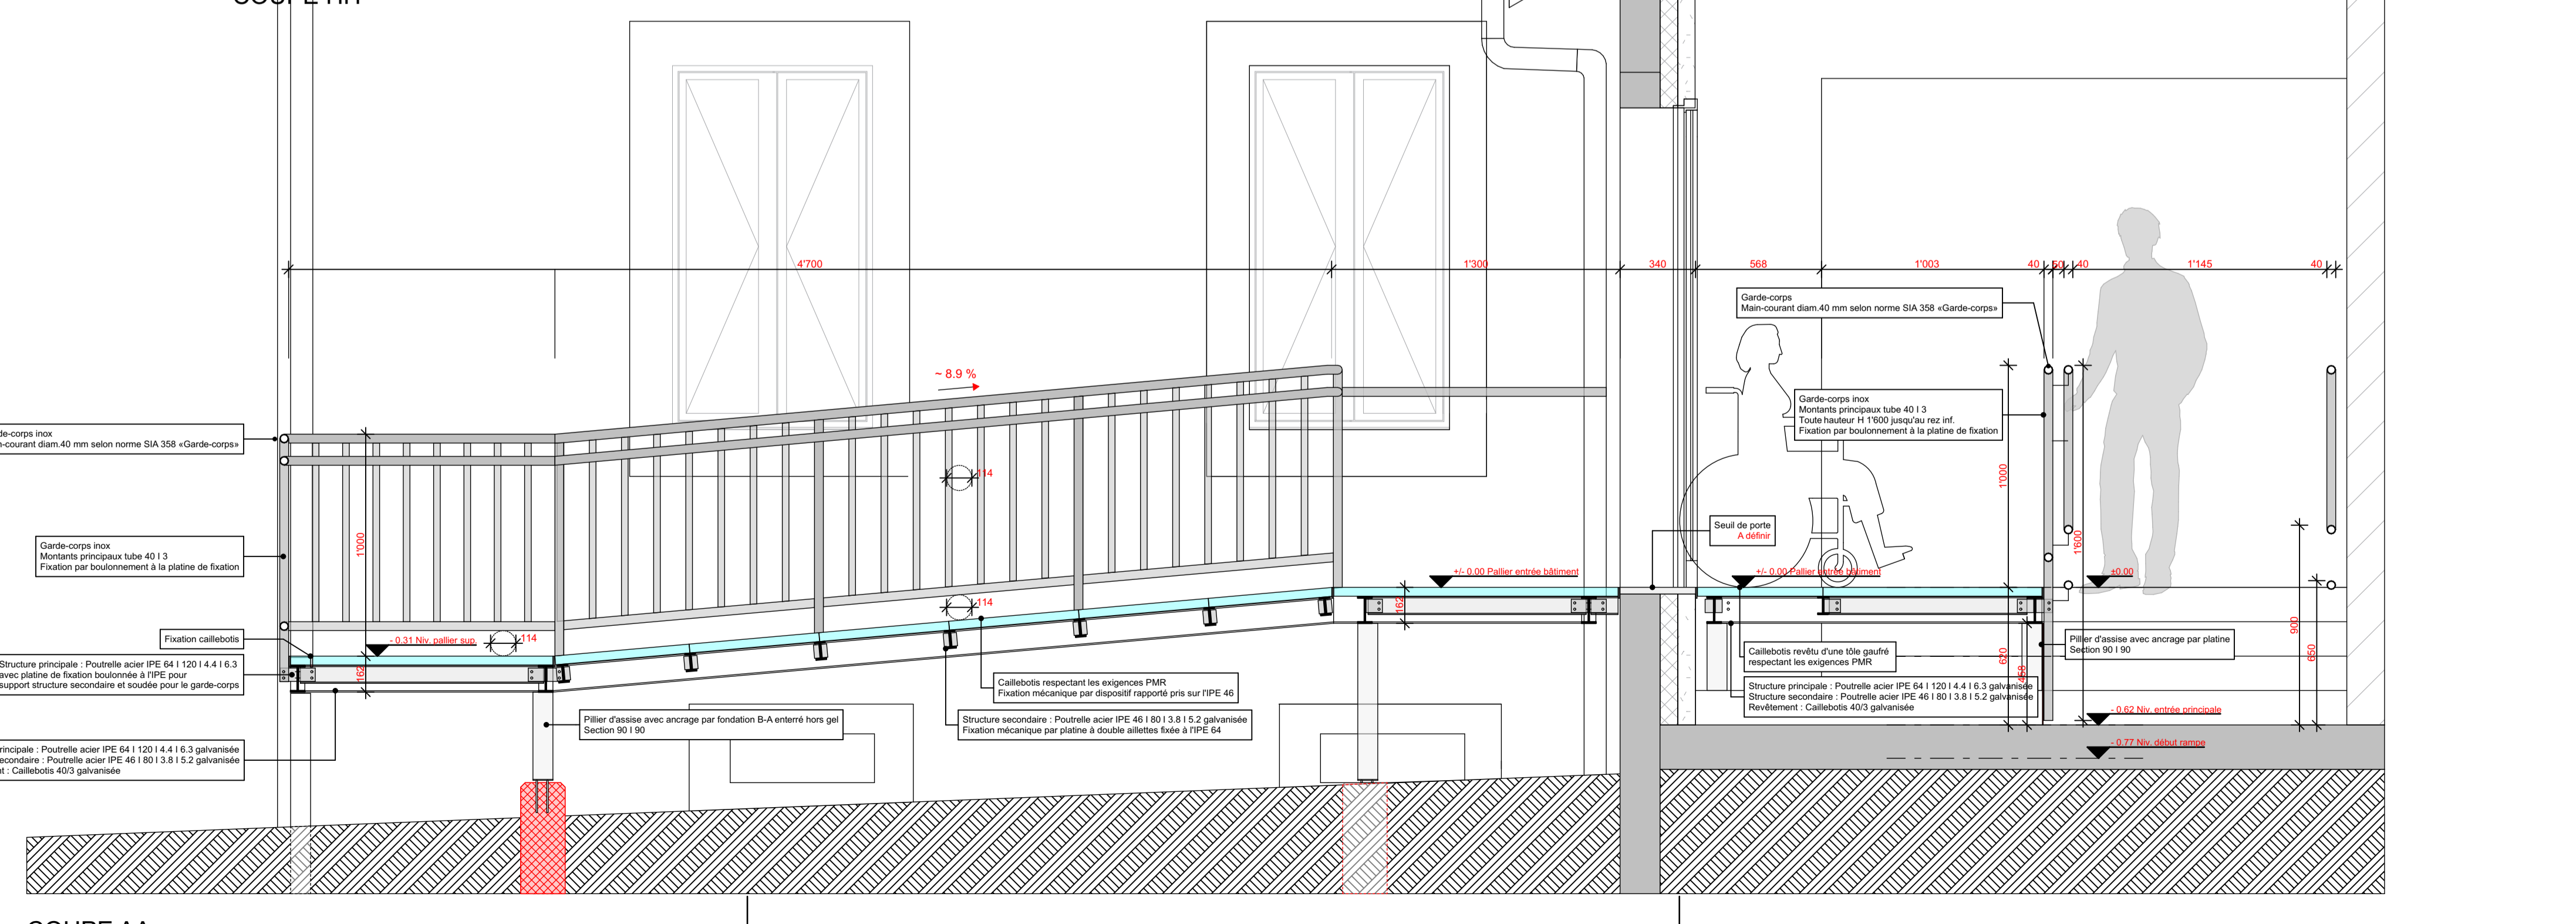 4'700
1'300
340
568
1'003
40
40
1'145
40
Garde-corps
Main-courant diam.40 mm selon norme SIA 358 «Garde-corps»
~ 8.9 %
Garde-corps inox
Montants principaux tube 40 I 3
Toute hauteur H 1'600 jusqu'au rez inf.
Fixation par boulonnement à la platine de fixation
inox
diam.40 mm selon norme SIA 358 «Garde-corps»
114
1'000
1'000
1'600
Seuil de porte
A définir
Garde-corps inox
Montants principaux tube 40 I 3
Fixation par boulonnement à la platine de fixation
+/- 0.00 Pallier entrée bâtiment
+/- 0.00 Pallier entrée bâtiment
±0.00
162
114
900
650
Fixation caillebotis
- 0.31 Niv. pallier sup.
114
Pillier d'assise avec ancrage par platine
Section 90 I 90
Caillebotis revêtu d'une tôle gaufré
respectant les exigences PMR
620
458
Structure principale : Poutrelle acier IPE 64 I 120 I 4.4 I 6.3
avec platine de fixation boulonnée à l'IPE pour
support structure secondaire et soudée pour le garde-corps
162
Caillebotis respectant les exigences PMR
Fixation mécanique par dispositif rapporté pris sur l'IPE 46
Structure principale : Poutrelle acier IPE 64 I 120 I 4.4 I 6.3 galvanisée
Structure secondaire : Poutrelle acier IPE 46 I 80 I 3.8 I 5.2 galvanisée
Revêtement : Caillebotis 40/3 galvanisée
Pillier d'assise avec ancrage par fondation B-A enterré hors gel
Section 90 I 90
Structure secondaire : Poutrelle acier IPE 46 I 80 I 3.8 I 5.2 galvanisée
Fixation mécanique par platine à double aillettes fixée à l'IPE 64
- 0.62 Niv. entrée principale
- 0.77 Niv. début rampe
: Poutrelle acier IPE 64 I 120 I 4.4 I 6.3 galvanisée
: Poutrelle acier IPE 46 I 80 I 3.8 I 5.2 galvanisée
: Caillebotis 40/3 galvanisée